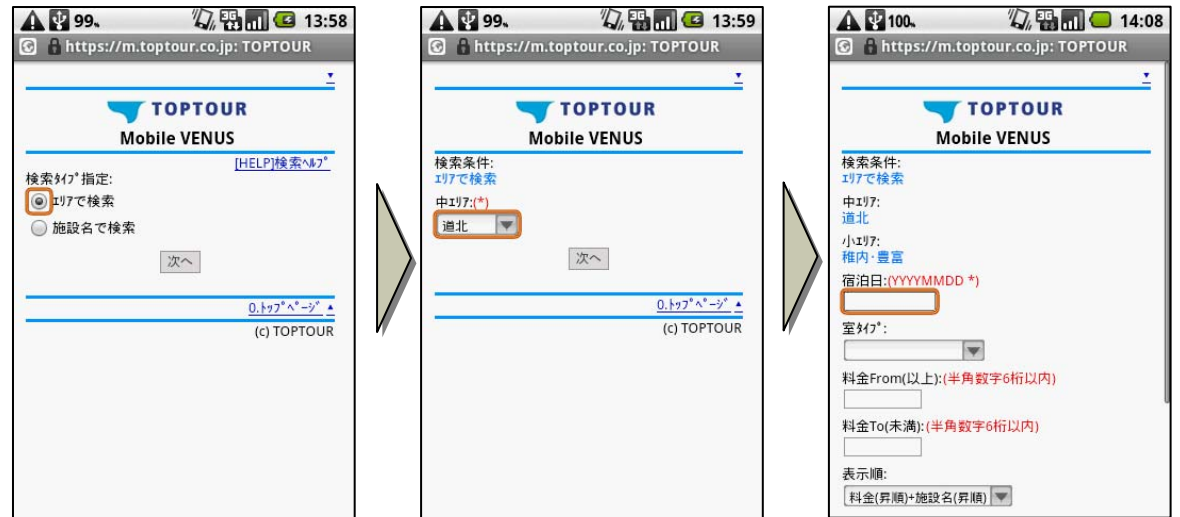 99
3G
13:58
https://m.toptour.co.jp: TOPTOUR
▼
TOPTOUR
Mobile VENUS
[HELP]検索ﾍﾙﾌﾟ
検索ﾀｲﾌﾟ指定:
ｴﾘｱで検索
施設名で検索
次へ
0.ﾄｯﾌﾟﾍﾟｰｼﾞ ▲
(c) TOPTOUR
99
3G
13:59
https://m.toptour.co.jp: TOPTOUR
▼
TOPTOUR
Mobile VENUS
検索条件:
ｴﾘｱで検索
中ｴﾘｱ:(*)
道北
次へ
0.ﾄｯﾌﾟﾍﾟｰｼﾞ ▲
(c) TOPTOUR
100
3G
14:08
https://m.toptour.co.jp: TOPTOUR
▼
TOPTOUR
Mobile VENUS
検索条件:
ｴﾘｱで検索
中ｴﾘｱ:
道北
小ｴﾘｱ:
稚内･豊富
宿泊日:(YYYYMMDD *)
室ﾀｲﾌﾟ:
料金From(以上):(半角数字6桁以内)
料金To(未満):(半角数字6桁以内)
表示順:
料金(昇順)+施設名(昇順)